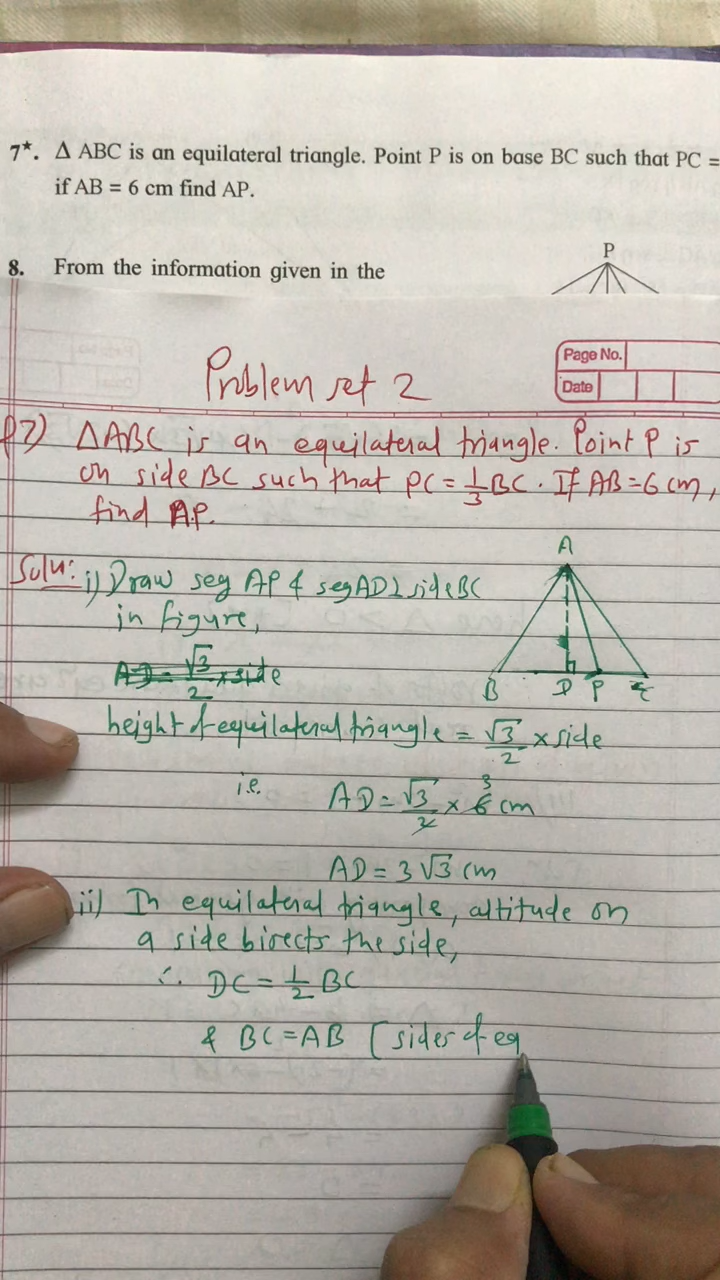 7*. Δ ABC is an equilateral triangle. Point P is on base BC such that PC =
if AB = 6 cm find AP.
8. From the information given in the
P
Problem set 2
Page No.
Date
7) ΔABC is an equilateral triangle. Point P is
on side BC such that PC = 1/3 BC. If AB = 6 cm,
find AP.
Solu: i) Draw seg AP & seg AD ⊥ side BC
in figure,
A
B D P C
AD = √3/2 × side
height of equilateral triangle = √3/2 × side
i.e. AD = √3/2 × 6 cm
3
AD = 3√3 cm
ii) In equilateral triangle, altitude on
a side bisects the side,
∴ DC = 1/2 BC
& BC = AB [sides of eq